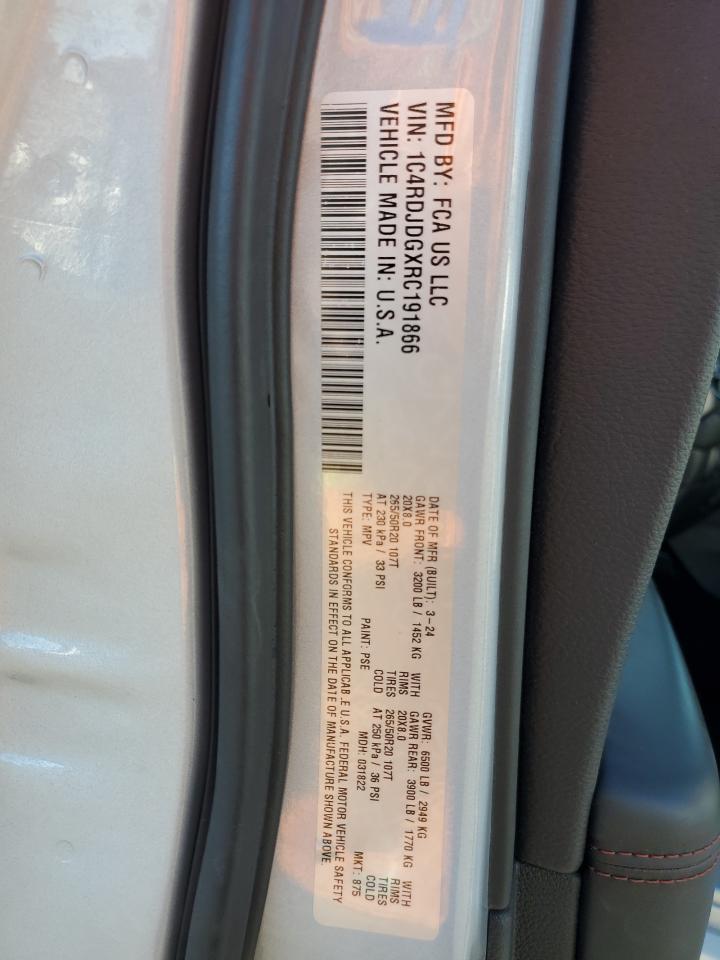 MFD BY: FCA US LLC
VIN: 1C4RDJDGXRC191866
VEHICLE MADE IN: U.S.A.
DATE OF MFR (BUILT): 3-24 GVWR: 6500 LB / 2949 KG
GAWR FRONT: 3200 LB / 1452 KG WITH GAWR REAR: 3900 LB / 1770 KG WITH
20X8.0 RIMS 20X8.0 RIMS
265/50R20 107T TIRES 265/50R20 107T TIRES
AT 230 kPa / 33 PSI COLD AT 250 kPa / 36 PSI COLD
TYPE: MPV PAINT: PSE MDH: 031822 MKT: 875
THIS VEHICLE CONFORMS TO ALL APPLICABLE U.S.A. FEDERAL MOTOR VEHICLE SAFETY
STANDARDS IN EFFECT ON THE DATE OF MANUFACTURE SHOWN ABOVE.